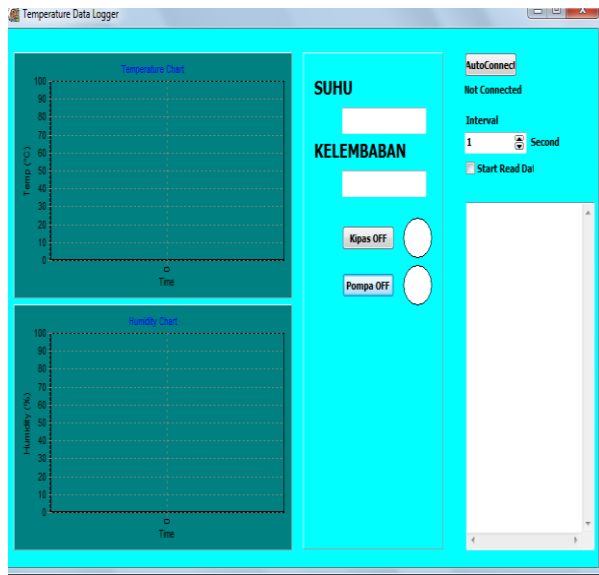 Temperature Data Logger
Temperature Chart
100
90
80
70
60
50
40
30
20
10
0
Temp (°C)
0
Time
Humidity Chart
100
90
80
70
60
50
40
30
20
10
0
Humidity (%)
0
Time
SUHU
KELEMBABAN
Kipas OFF
Pompa OFF
AutoConnect
Not Connected
Interval
1 Second
Start Read Dat